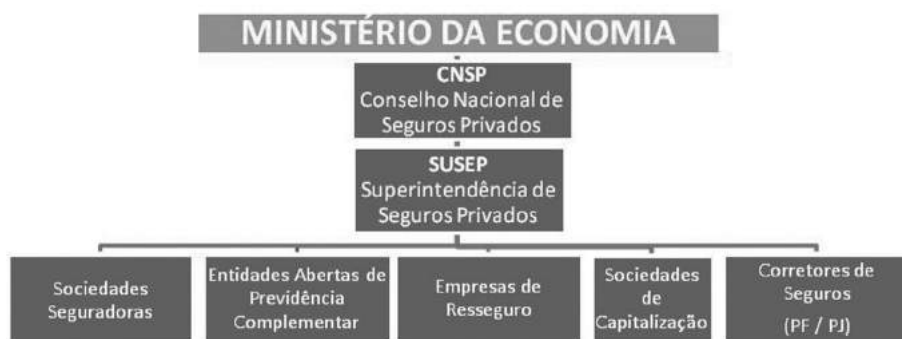 MINISTÉRIO DA ECONOMIA
CNSP
Conselho Nacional de
Seguros Privados
SUSEP
Superintendência de
Seguros Privados
Sociedades
Seguradoras
Entidades Abertas de
Previdência
Complementar
Empresas de
Resseguro
Sociedades
de
Capitalização
Corretores de
Seguros
(PF / PJ)